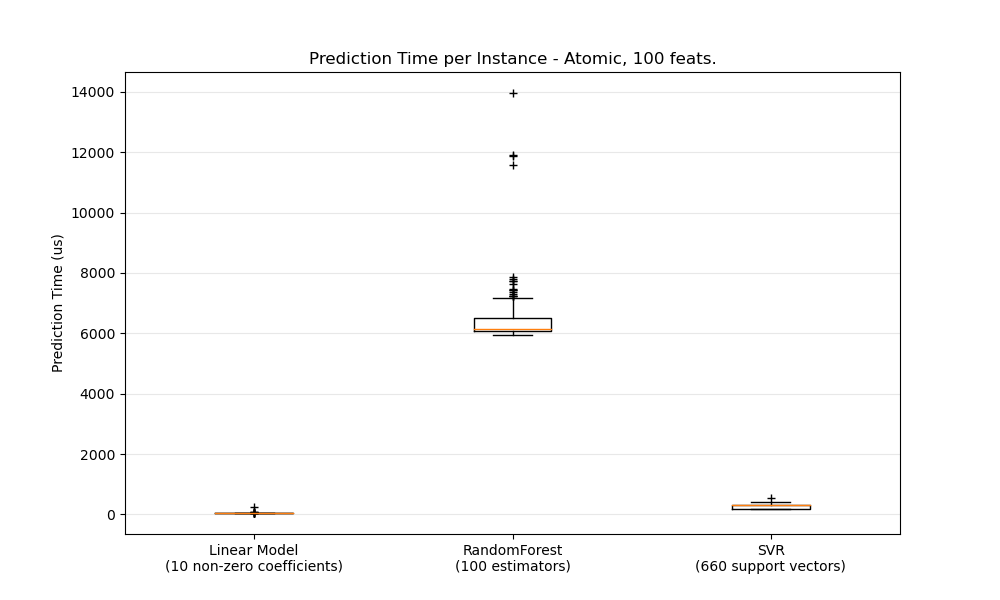 Prediction Time per Instance - Atomic, 100 feats.
14000
12000
10000
8000
6000
4000
2000
0
Prediction Time (us)
Linear Model
(10 non-zero coefficients)
RandomForest
(100 estimators)
SVR
(660 support vectors)